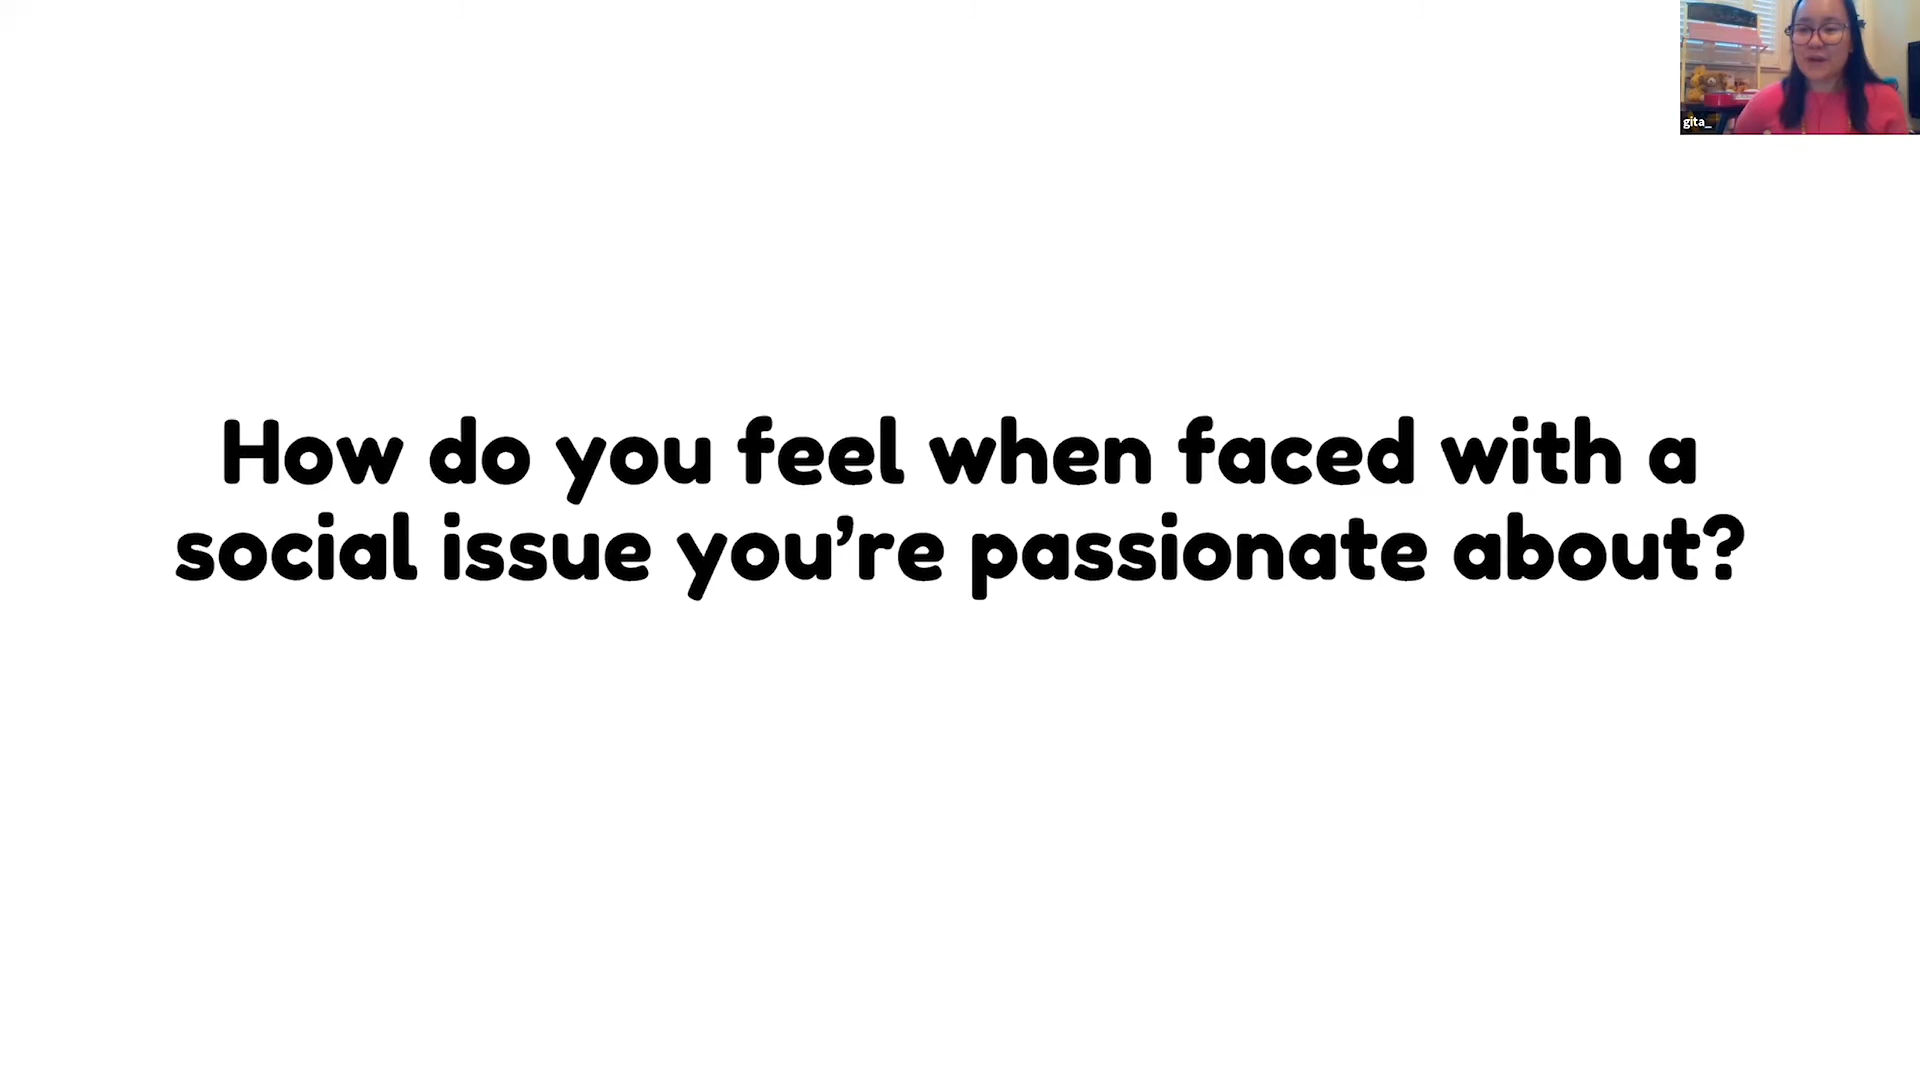 gita_
How do you feel when faced with a
social issue you’re passionate about?